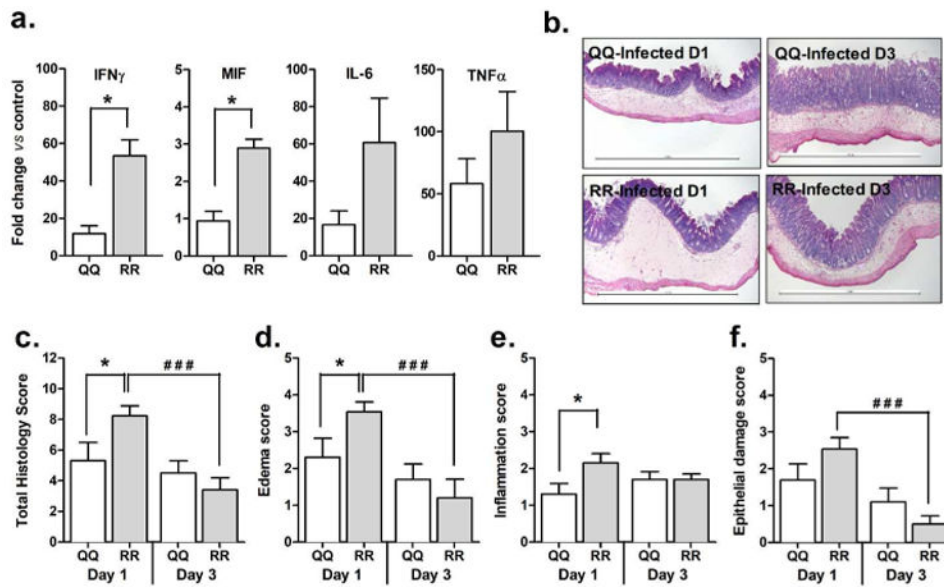 a.
IFNγ
MIF
IL-6
TNFα
Fold change vs control
100
80
60
40
20
0
*
QQ
RR
5
4
3
2
1
0
*
QQ
RR
100
80
60
40
20
0
QQ
RR
150
100
50
0
QQ
RR
b.
QQ-Infected D1
QQ-Infected D3
RR-Infected D1
RR-Infected D3
c.
Total Histology Score
12
10
8
6
4
2
0
*
###
QQ
RR
QQ
RR
Day 1
Day 3
d.
Edema score
5
4
3
2
1
0
*
###
QQ
RR
QQ
RR
Day 1
Day 3
e.
Inflammation score
5
4
3
2
1
0
*
QQ
RR
QQ
RR
Day 1
Day 3
f.
Epithelial damage score
5
4
3
2
1
0
###
QQ
RR
QQ
RR
Day 1
Day 3